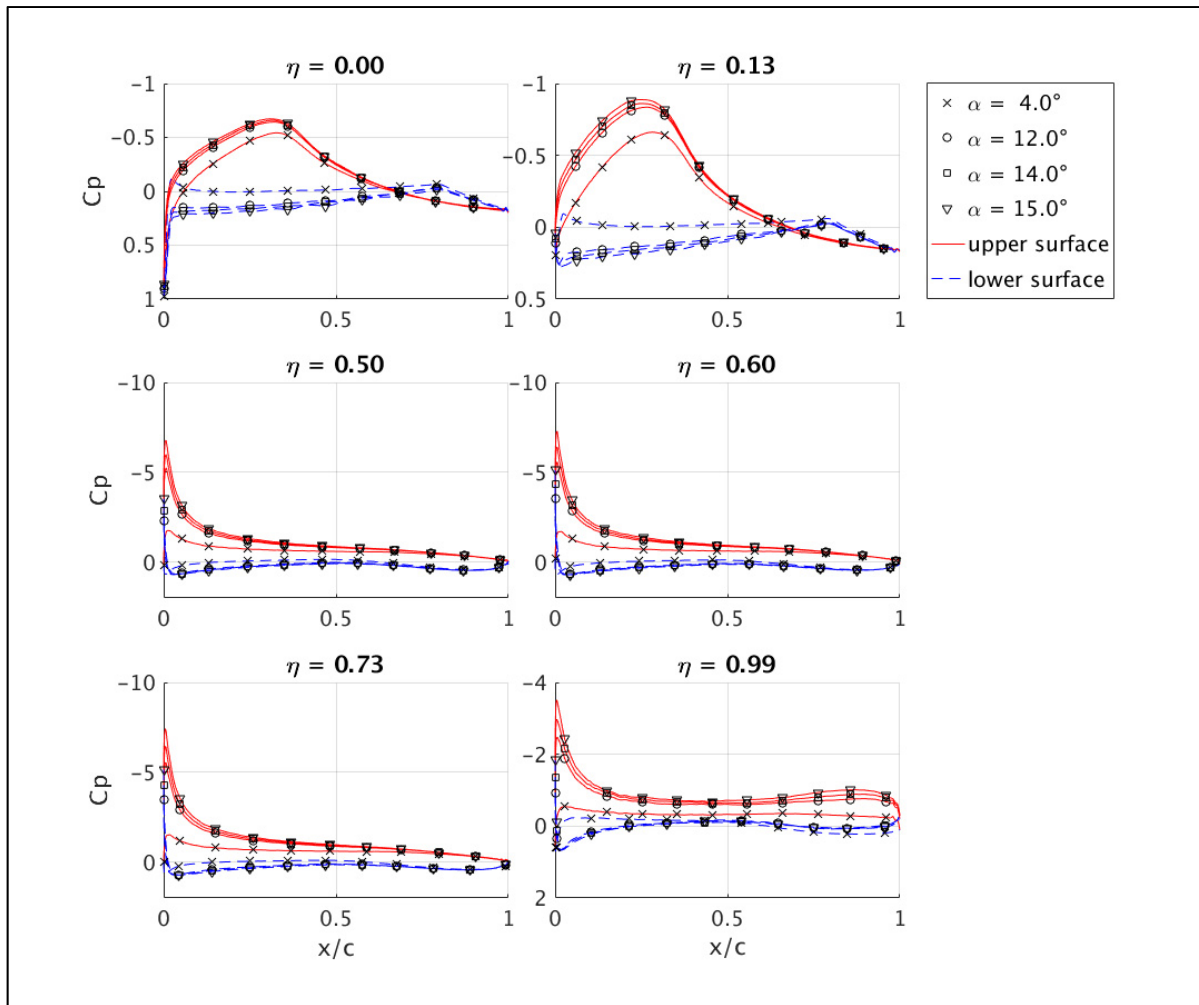 η = 0.00
−1
−0.5
0
0.5
1
Cp
0
0.5
1
η = 0.13
−1
−0.5
0
0.5
0
0.5
1
× α = 4.0°
○ α = 12.0°
□ α = 14.0°
▽ α = 15.0°
upper surface
lower surface
η = 0.50
−10
−5
0
Cp
0
0.5
1
η = 0.60
−10
−5
0
0
0.5
1
η = 0.73
−10
−5
0
Cp
0
0.5
1
x/c
η = 0.99
−4
−2
0
2
0
0.5
1
x/c